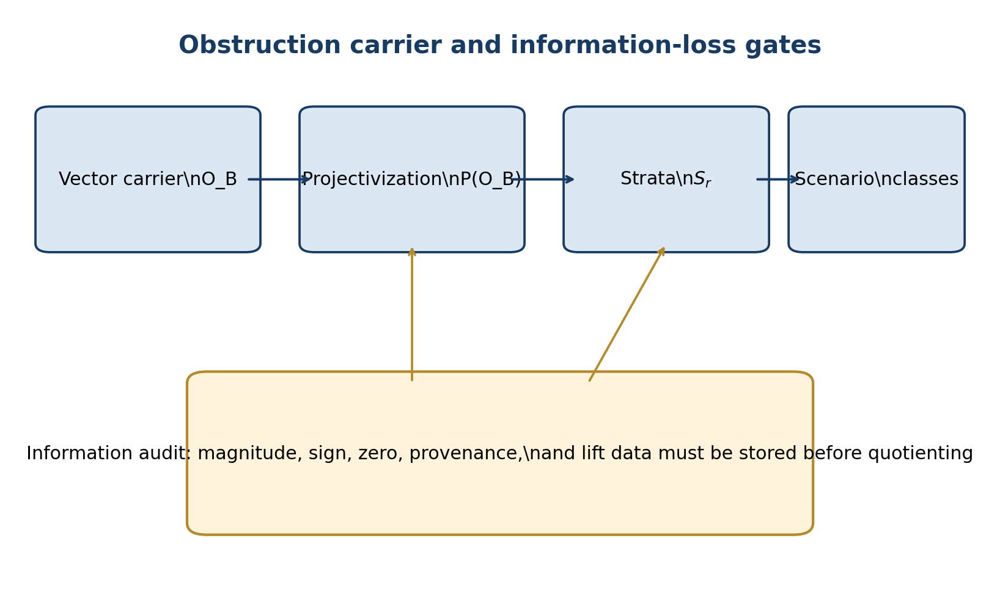 Obstruction carrier and information-loss gates
Vector carrier\nO_B
Projectivization\nP(O_B)
Strata\nS_r
Scenario\nclasses
Information audit: magnitude, sign, zero, provenance,\nand lift data must be stored before quotienting